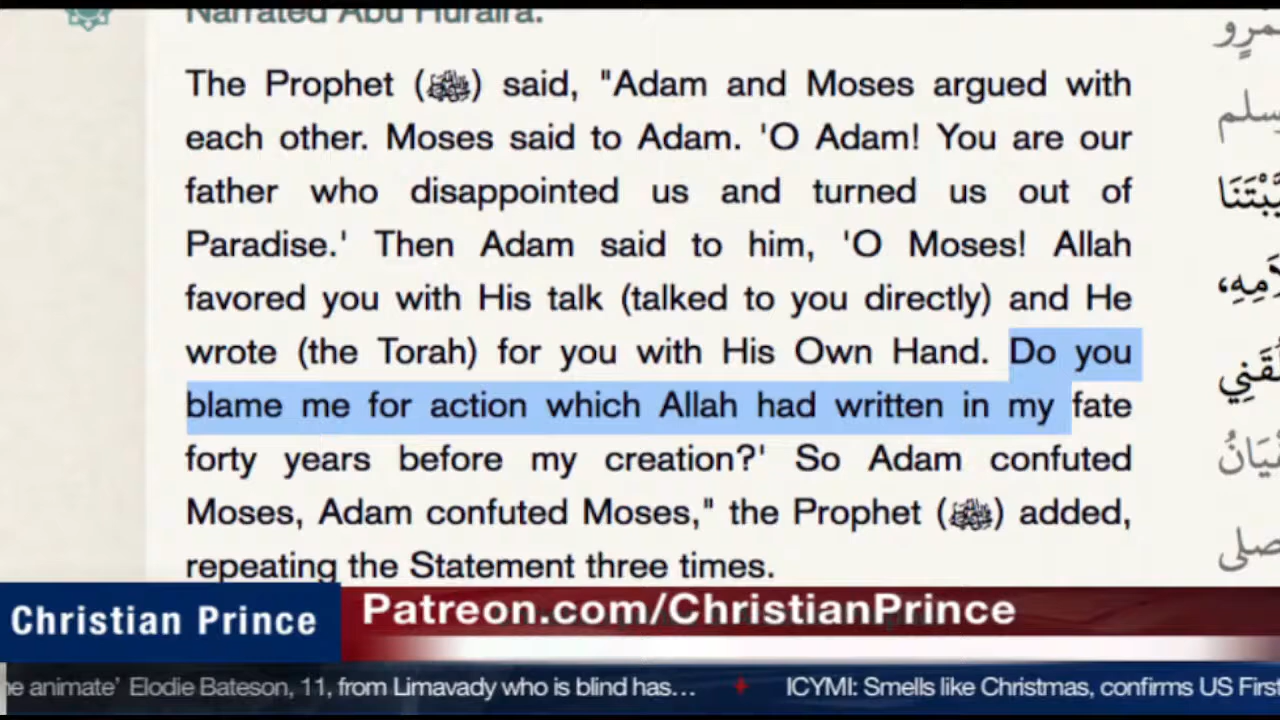 Narrated Abu Huraira.
The Prophet (ﷺ) said, "Adam and Moses argued with
each other. Moses said to Adam. 'O Adam! You are our
father who disappointed us and turned us out of
Paradise.' Then Adam said to him, 'O Moses! Allah
favored you with His talk (talked to you directly) and He
wrote (the Torah) for you with His Own Hand. Do you
blame me for action which Allah had written in my fate
forty years before my creation?' So Adam confuted
Moses, Adam confuted Moses," the Prophet (ﷺ) added,
repeating the Statement three times.
صلى
Christian Prince
Patreon.com/ChristianPrince
animate' Elodie Bateson, 11, from Limavady who is blind has...
ICYMI: Smells like Christmas, confirms US First